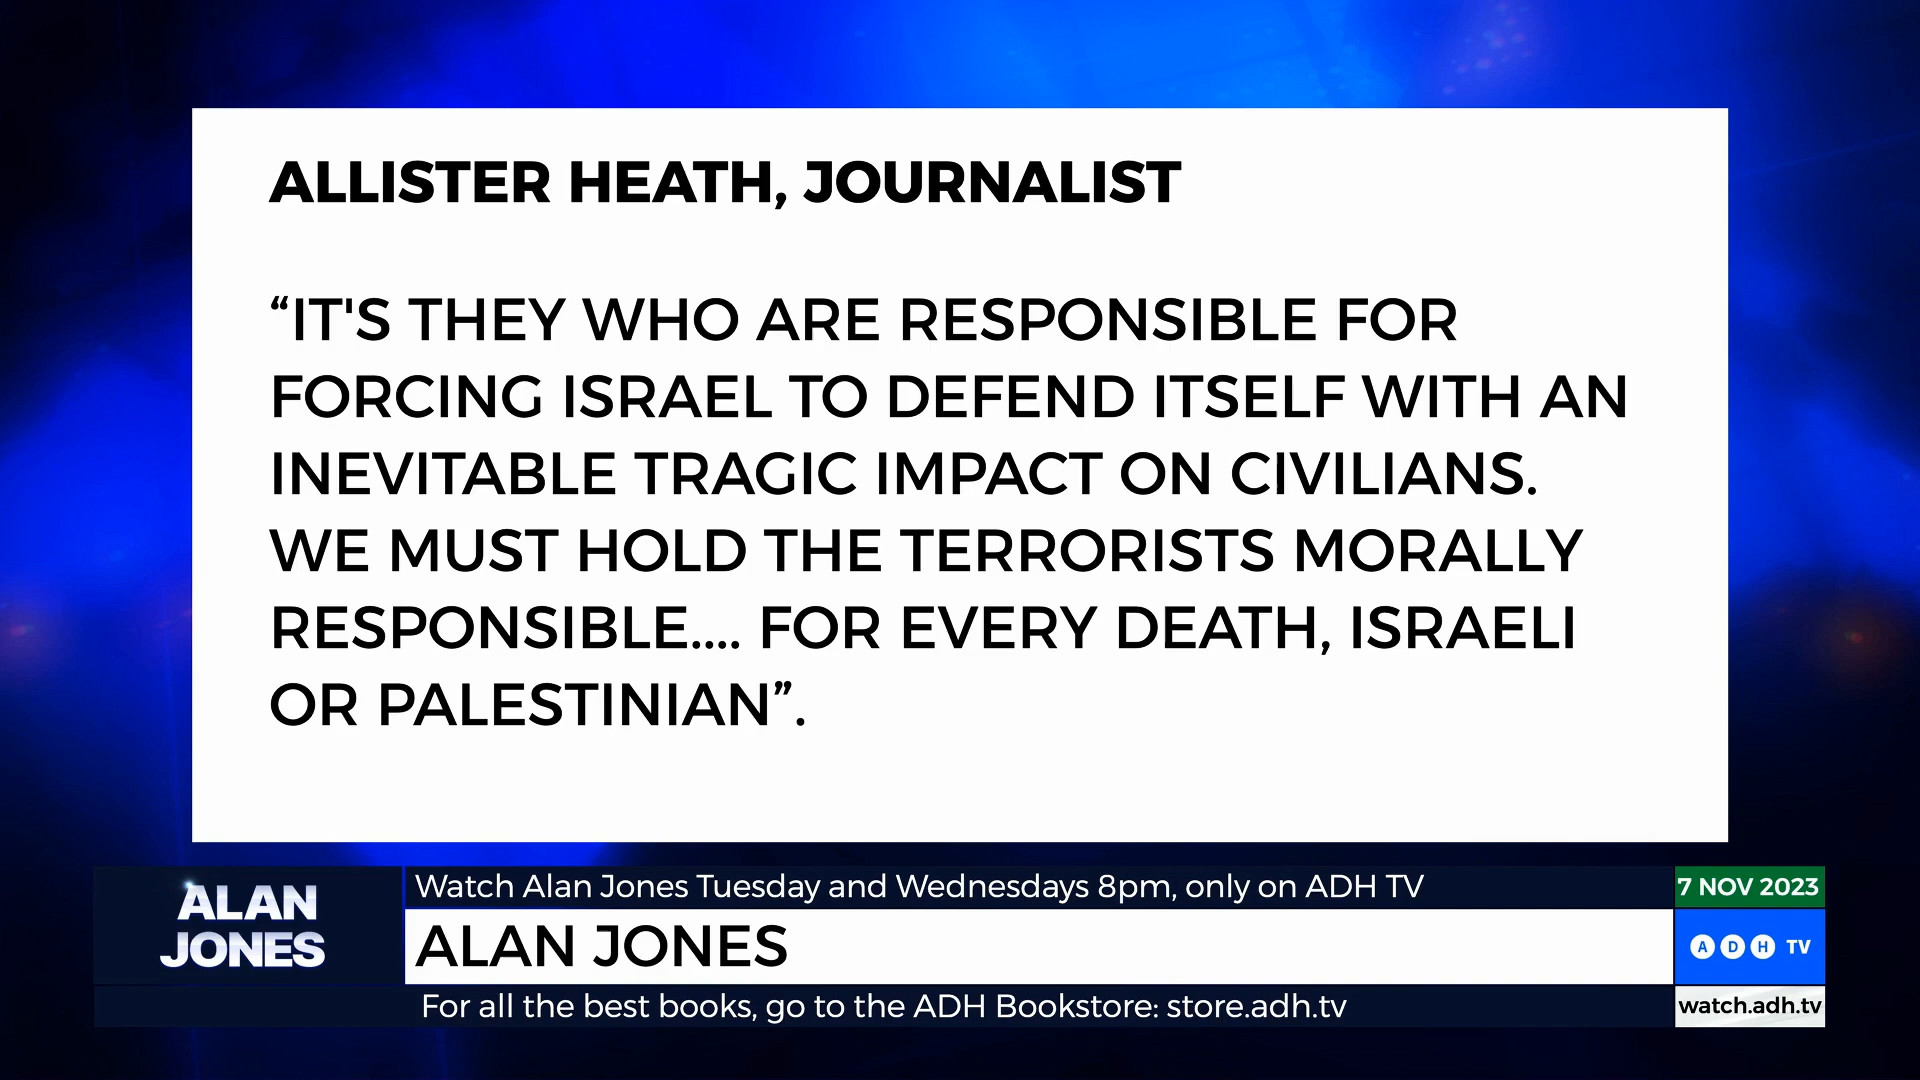 ALLISTER HEATH, JOURNALIST
“IT'S THEY WHO ARE RESPONSIBLE FOR
FORCING ISRAEL TO DEFEND ITSELF WITH AN
INEVITABLE TRAGIC IMPACT ON CIVILIANS.
WE MUST HOLD THE TERRORISTS MORALLY
RESPONSIBLE.... FOR EVERY DEATH, ISRAELI
OR PALESTINIAN”.
ALAN
JONES
Watch Alan Jones Tuesday and Wednesdays 8pm, only on ADH TV
7 NOV 2023
ALAN JONES
ADH TV
For all the best books, go to the ADH Bookstore: store.adh.tv
watch.adh.tv